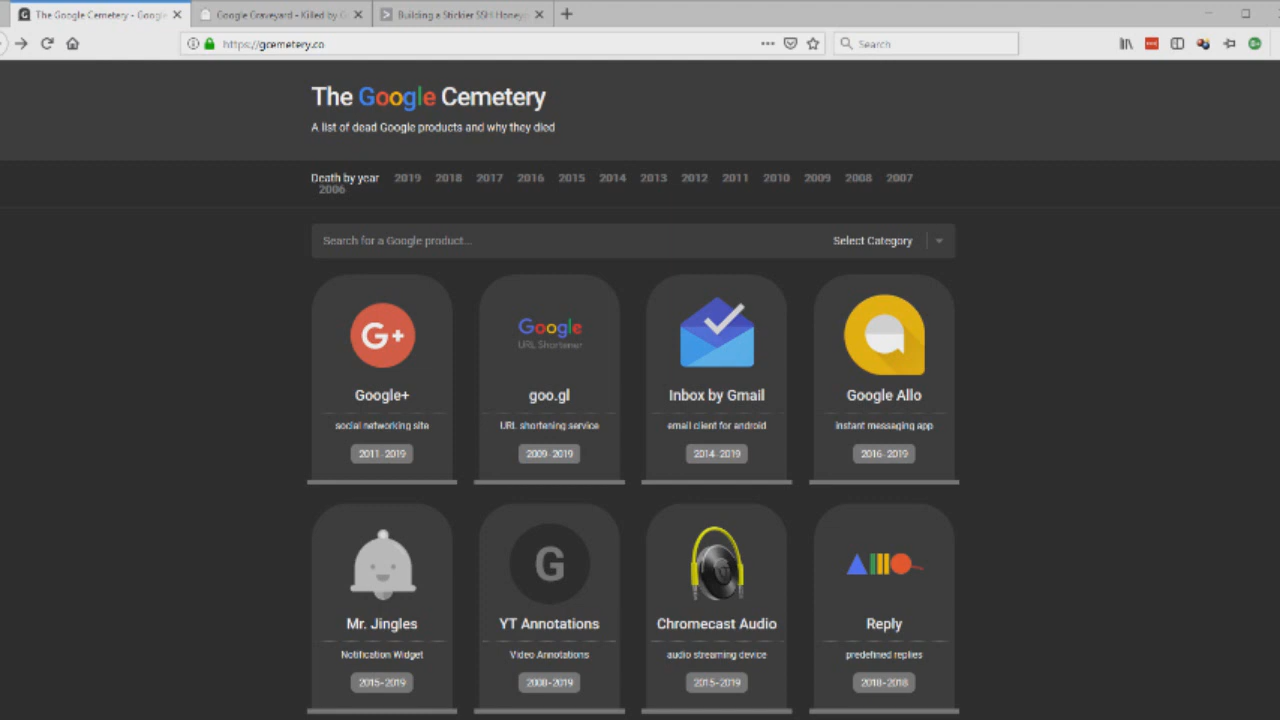 The Google Cemetery - Googl
Google Graveyard - Killed by G
Building a Stickier SSH Honeyp
https://gcemetery.co
Search
The Google Cemetery
A list of dead Google products and why they died
Death by year 2019 2018 2017 2016 2015 2014 2013 2012 2011 2010 2009 2008 2007
2006
Search for a Google product...
Select Category
G+
Google
URL Shortener
Google+
goo.gl
Inbox by Gmail
Google Allo
social networking site
URL shortening service
email client for android
instant messaging app
2011-2019
2009-2019
2014-2019
2016-2019
G
Mr. Jingles
YT Annotations
Chromecast Audio
Reply
Notification Widget
Video Annotations
audio streaming device
predefined replies
2015-2019
2008-2019
2015-2019
2018-2018